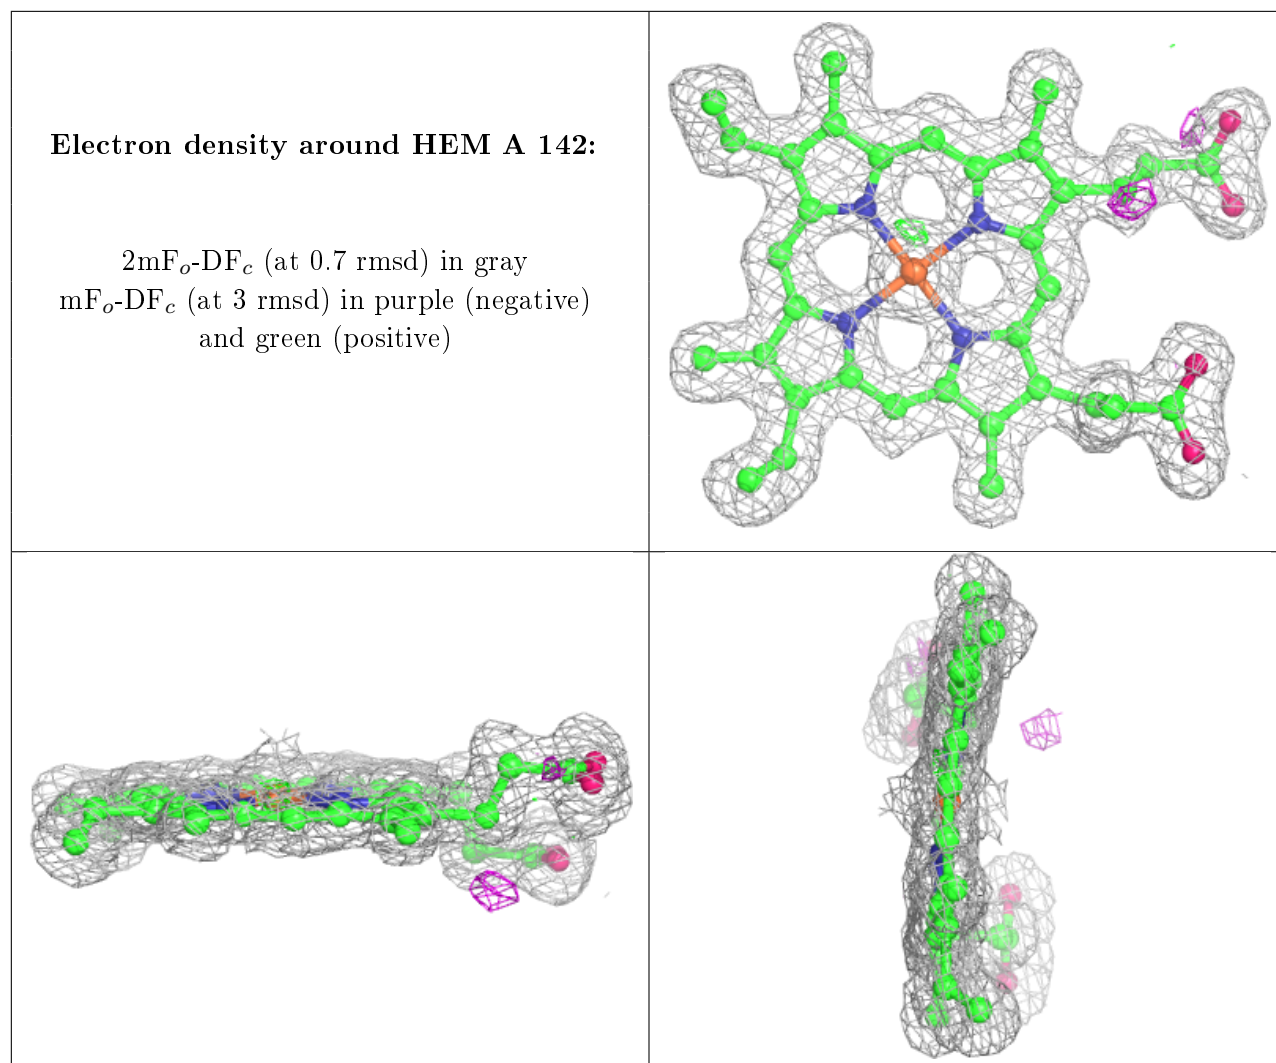 Electron density around HEM A 142:
2mFₒ-DF𝑐 (at 0.7 rmsd) in gray
mFₒ-DF𝑐 (at 3 rmsd) in purple (negative)
and green (positive)